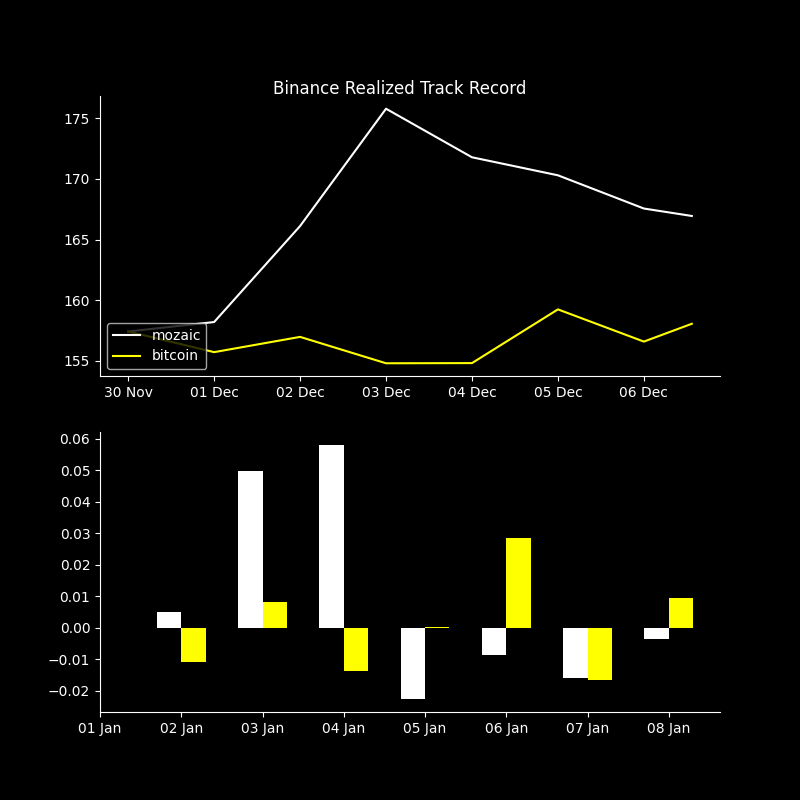 Binance Realized Track Record
175
170
165
160
155
mozaic
bitcoin
30 Nov 01 Dec 02 Dec 03 Dec 04 Dec 05 Dec 06 Dec
0.06
0.05
0.04
0.03
0.02
0.01
0.00
−0.01
−0.02
01 Jan 02 Jan 03 Jan 04 Jan 05 Jan 06 Jan 07 Jan 08 Jan